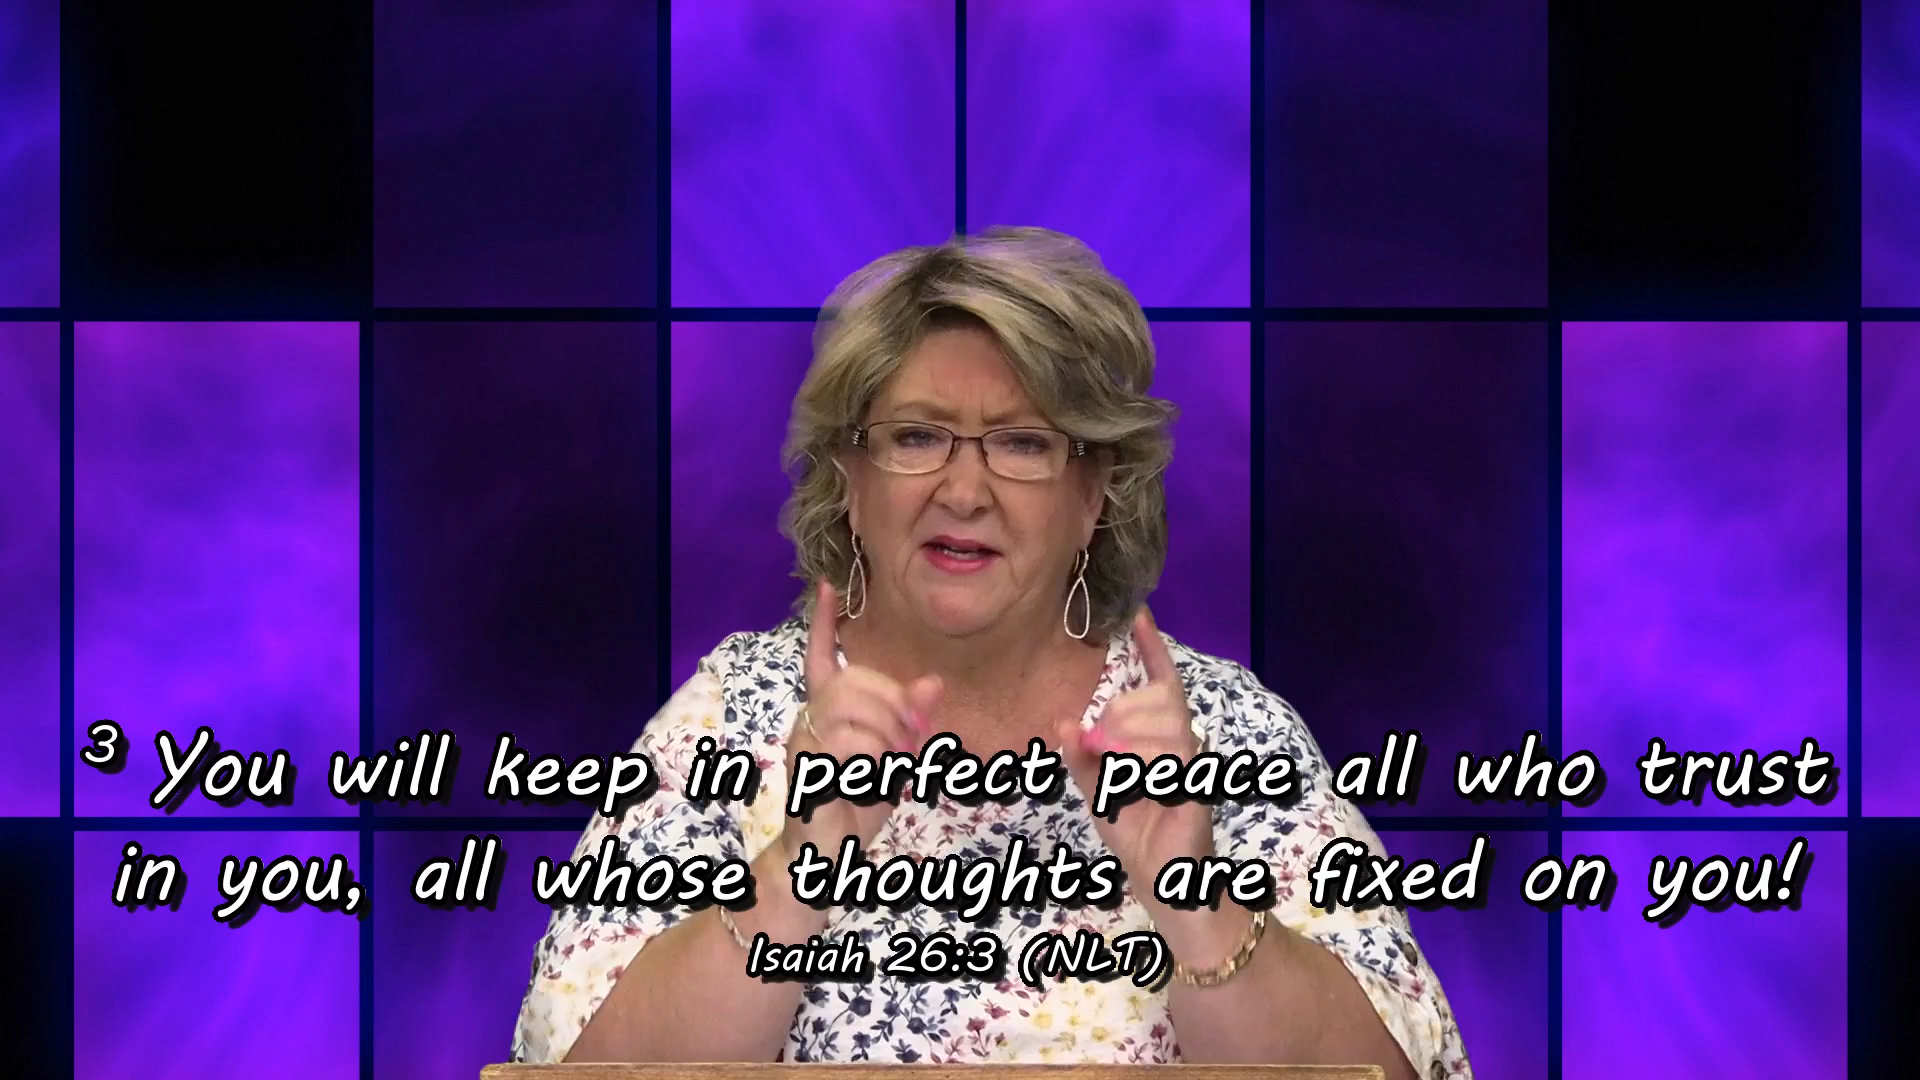 3 You will keep in perfect peace all who trust
in you, all whose thoughts are fixed on you!
Isaiah 26:3 (NLT)